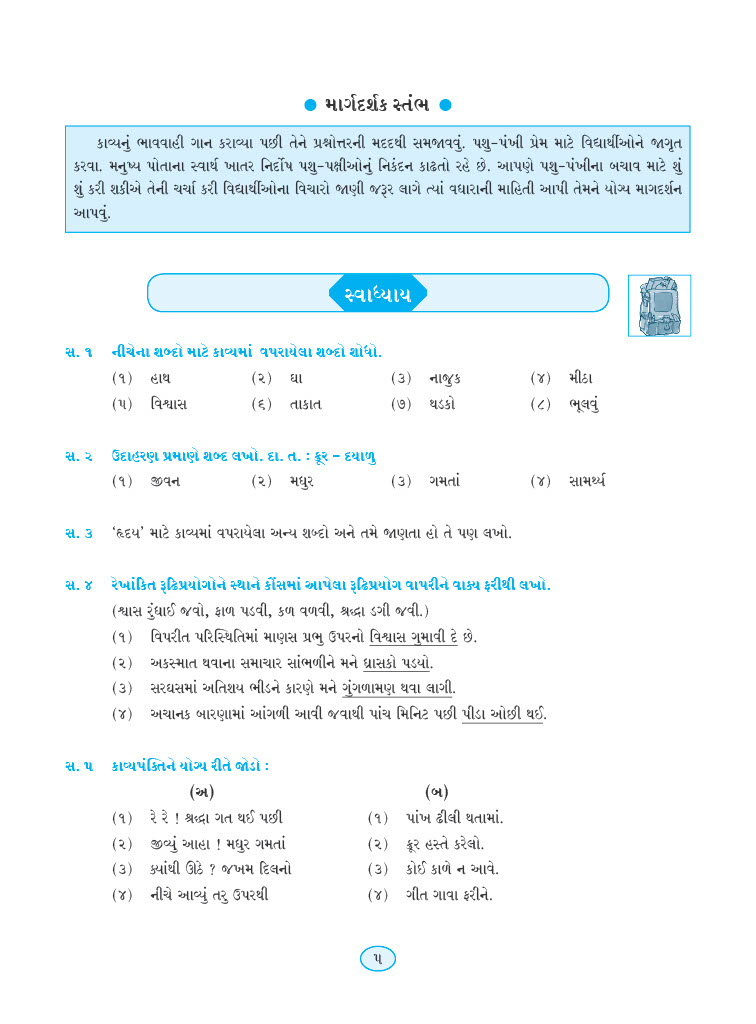 ● માર્ગદર્શક સ્તંભ ●
કાવ્યનું ભાવવાહી ગાન કરાવ્યા પછી તેને પ્રશ્નોત્તરની મદદથી સમજાવવું. પશુ-પંખી પ્રેમ માટે વિદ્યાર્થીઓને જાગૃત
કરવા. મનુષ્ય પોતાના સ્વાર્થ ખાતર નિર્દોષ પશુ-પક્ષીઓનું નિકંદન કાઢતો રહે છે. આપણે પશુ-પંખીના બચાવ માટે શું
શું કરી શકીએ તેની ચર્ચા કરી વિદ્યાર્થીઓના વિચારો જાણી જરૂર લાગે ત્યાં વધારાની માહિતી આપી તેમને યોગ્ય માગદર્શન
આપવું.
સ્વાધ્યાય
સ. ૧ નીચેના શબ્દો માટે કાવ્યમાં વપરાયેલા શબ્દો શોધો.
(૧) હાથ (૨) ઘા (૩) નાજુક (૪) મીઠા
(૫) વિશ્વાસ (૬) તાકાત (૭) થડકો (૮) ભૂલવું
સ. ૨ ઉદાહરણ પ્રમાણે શબ્દ લખો. દા. ત. : ક્રૂર - દયાળુ
(૧) જીવન (૨) મધુર (૩) ગમતાં (૪) સામર્થ્ય
સ. ૩ ‘હૃદય’ માટે કાવ્યમાં વપરાયેલા અન્ય શબ્દો અને તમે જાણતા હો તે પણ લખો.
સ. ૪ રેખાંકિત રૂઢિપ્રયોગોને સ્થાને કીંસમાં આપેલા રૂઢિપ્રયોગ વાપરીને વાક્ય ફરીથી લખો.
(શ્વાસ રુંધાઈ જવો, ફાળ પડવી, કળ વળવી, શ્રદ્ધા ડગી જવી.)
(૧) વિપરીત પરિસ્થિતિમાં માણસ પ્રભુ ઉપરનો વિશ્વાસ ગુમાવી દે છે.
(૨) અકસ્માત થવાના સમાચાર સાંભળીને મને ધ્રાસકો પડયો.
(૩) સરઘસમાં અતિશય ભીડને કારણે મને ગુંગળામણ થવા લાગી.
(૪) અચાનક બારણામાં આંગળી આવી જવાથી પાંચ મિનિટ પછી પીડા ઓછી થઈ.
સ. ૫ કાવ્યપંક્તિને યોગ્ય રીતે જોડો :
(અ) (બ)
(૧) રે રે ! શ્રદ્ધા ગત થઈ પછી (૧) પાંખ ઢીલી થતામાં.
(૨) જીવ્યું આહા ! મધુર ગમતાં (૨) ક્રૂર હસ્તે કરેલો.
(૩) ક્યાંથી ઊઠે ? જખમ દિલનો (૩) કોઈ કાળે ન આવે.
(૪) નીચે આવ્યું તરુ ઉપરથી (૪) ગીત ગાવા ફરીને.
૫